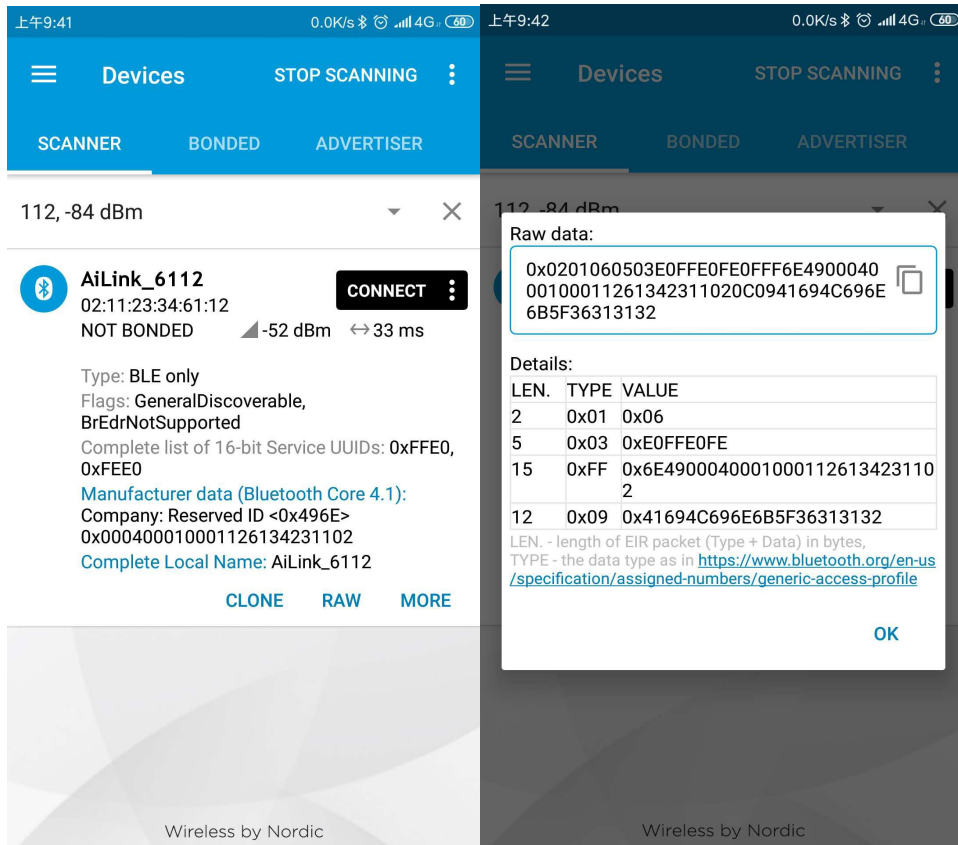 上午9:41
0.0K/s 4G 60
Devices
STOP SCANNING
SCANNER BONDED ADVERTISER
112, -84 dBm
AiLink_6112
02:11:23:34:61:12
NOT BONDED -52 dBm 33 ms
CONNECT
Type: BLE only
Flags: GeneralDiscoverable,
BrEdrNotSupported
Complete list of 16-bit Service UUIDs: 0xFFE0,
0xFEE0
Manufacturer data (Bluetooth Core 4.1):
Company: Reserved ID <0x496E>
0x000400010001126134231102
Complete Local Name: AiLink_6112
CLONE RAW MORE
Wireless by Nordic
上午9:42
0.0K/s 4G 60
Devices
STOP SCANNING
SCANNER BONDED ADVERTISER
112, -84 dBm
Raw data:
0x0201060503E0FFE0FE0FFF6E4900040
00100011261342311020C0941694C696E
6B5F36313132
Details:
LEN. TYPE VALUE
2 0x01 0x06
5 0x03 0xE0FFE0FE
15 0xFF 0x6E490004000100011261342310
2
12 0x09 0x41694C696E6B5F36313132
LEN. - length of EIR packet (Type + Data) in bytes,
TYPE - the data type as in https://www.bluetooth.org/en-us
/specification/assigned-numbers/generic-access-profile
OK
Wireless by Nordic